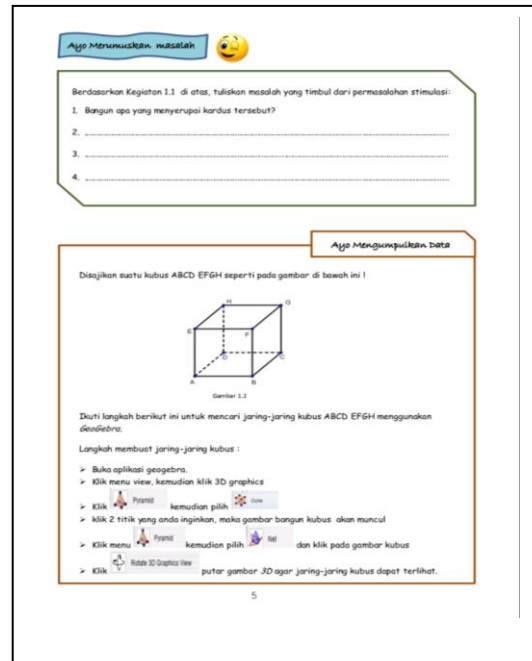 Ayo Merumuskan masalah
Berdasarkan Kegiatan 1.1 di atas, tuliskan masalah yang timbul dari permasalahan stimulasi:
1. Bangun apa yang menyerupai kardus tersebut?
2. ........................................
3. ........................................
4. ........................................
Ayo Mengumpulkan Data
Disajikan suatu kubus ABCD EFGH seperti pada gambar di bawah ini !
H
G
E
F
D
C
A
B
Gambar 1.2
Ikuti langkah berikut ini untuk mencari jaring-jaring kubus ABCD EFGH menggunakan
GeoGebra.
Langkah membuat jaring-jaring kubus :
➢ Buka aplikasi geogebra.
➢ Klik menu view, kemudian klik 3D graphics
➢ Klik Pyramid kemudian pilih Cube
➢ klik 2 titik yang anda inginkan, maka gambar bangun kubus akan muncul
➢ Klik menu Pyramid kemudian pilih Net dan klik pada gambar kubus
➢ Klik Rotate 3D Graphics View putar gambar 3D agar jaring-jaring kubus dapat terlihat.
5